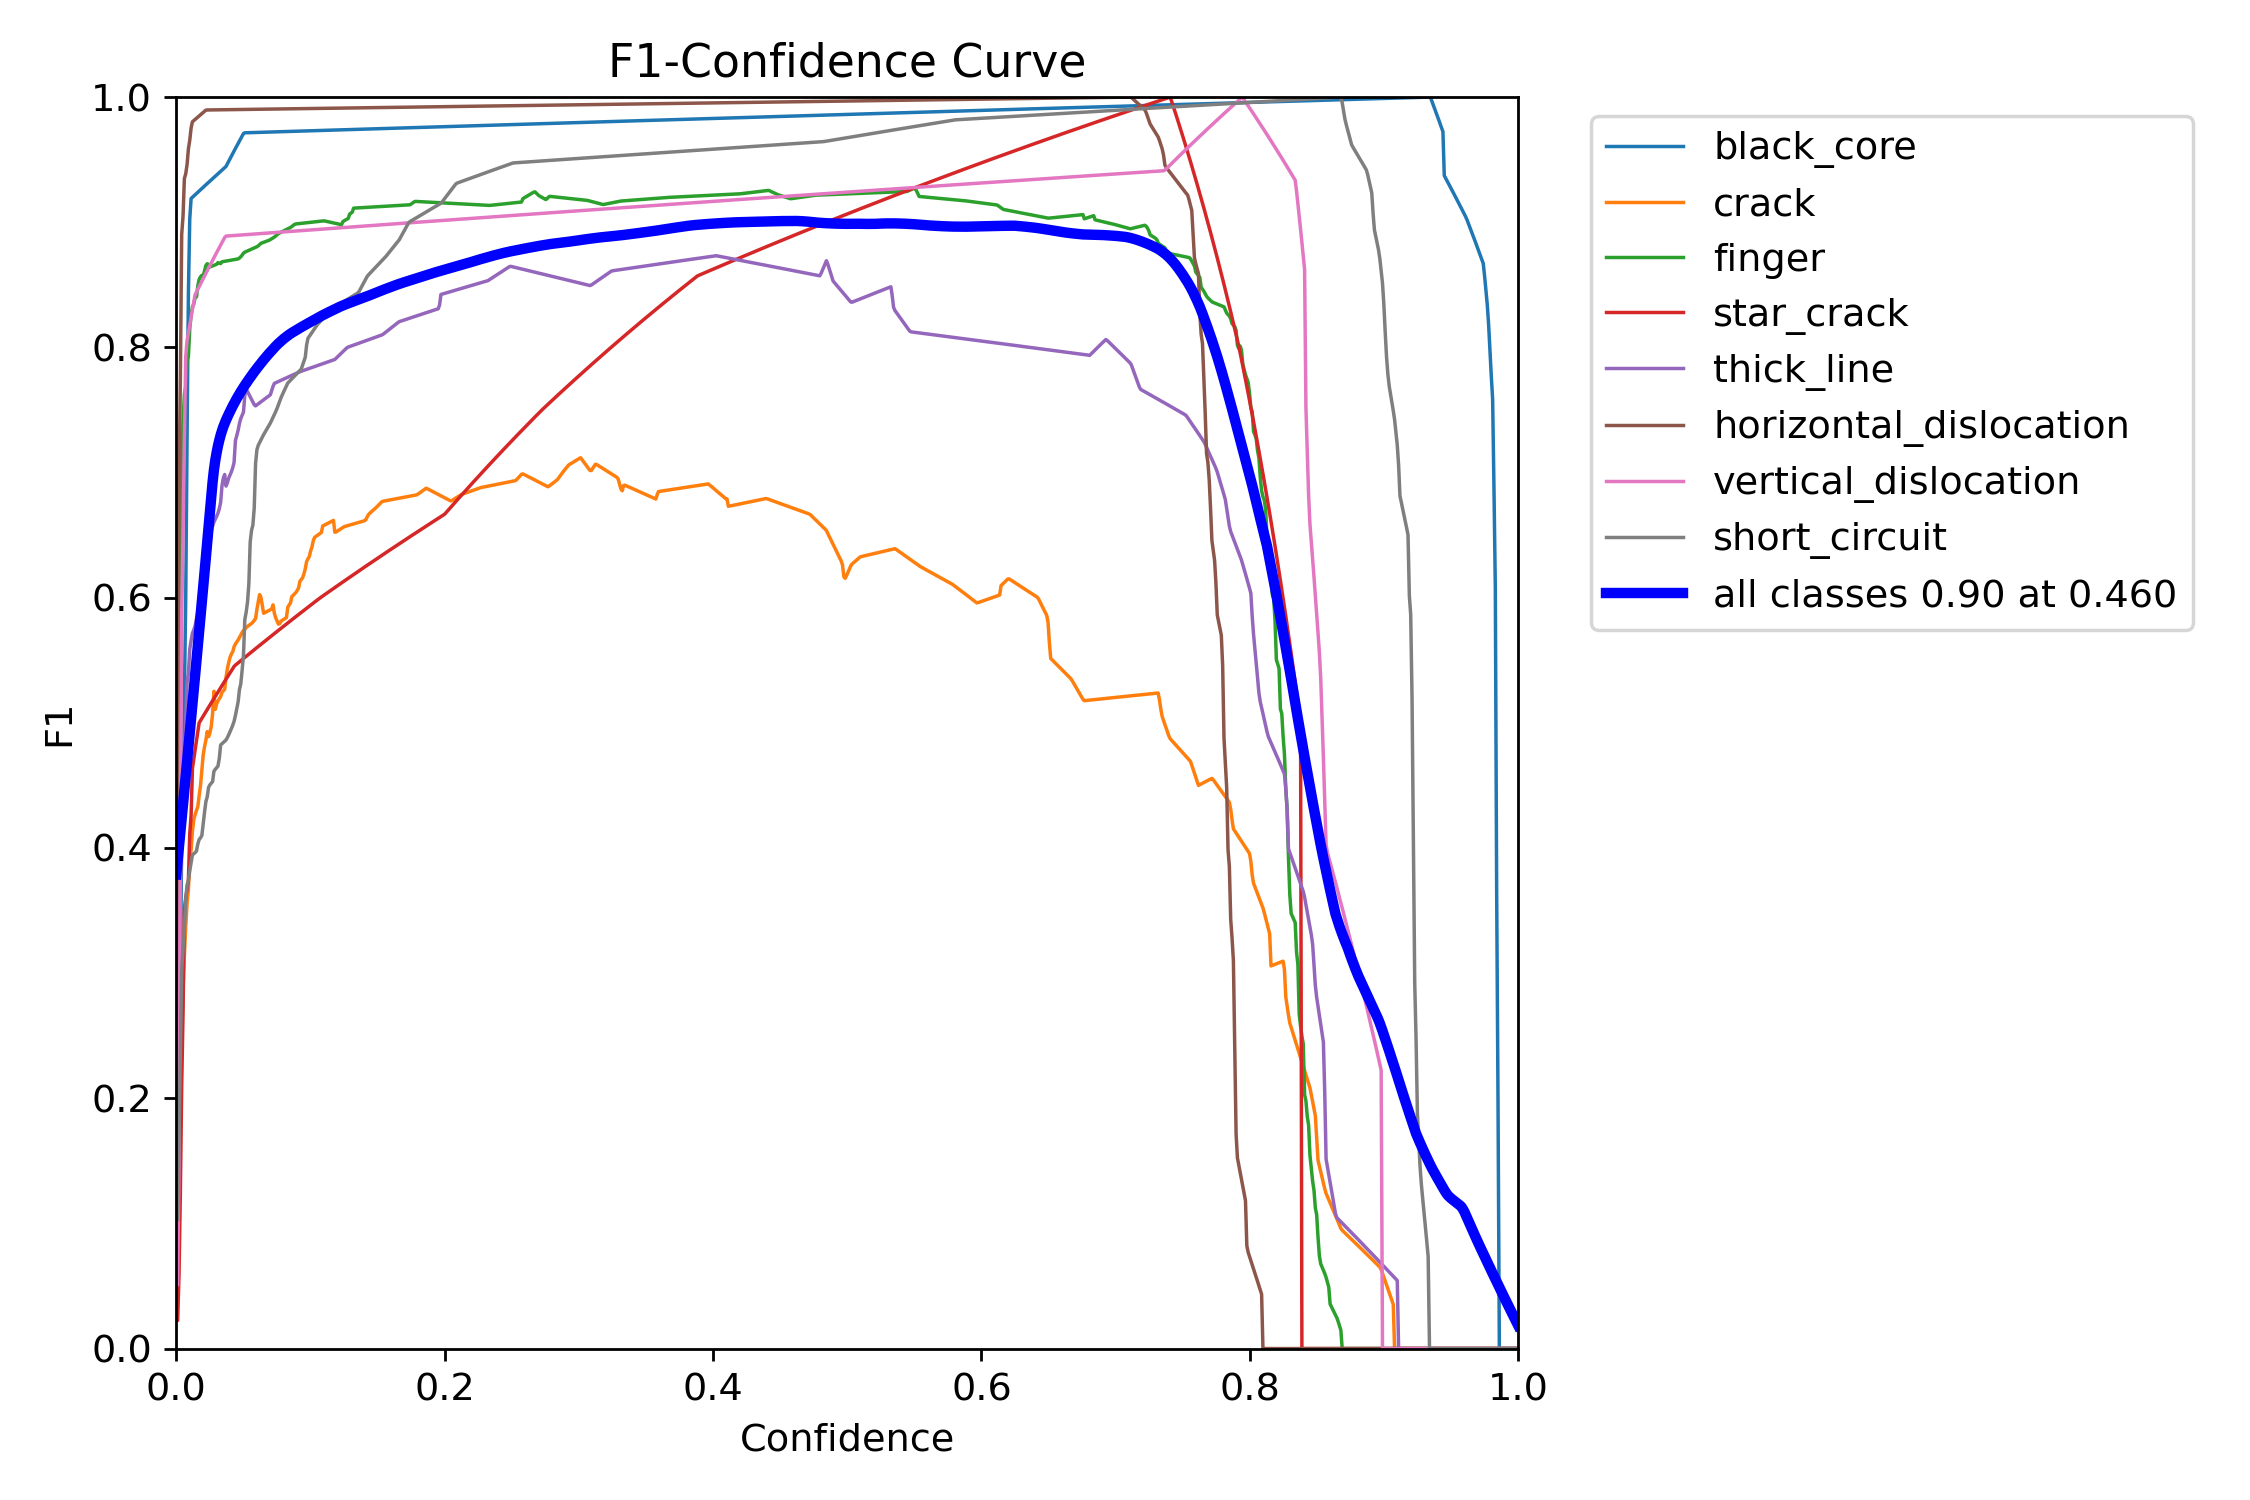 F1-Confidence Curve
1.0
0.8
0.6
0.4
0.2
0.0
F1
0.0 0.2 0.4 0.6 0.8 1.0
Confidence
black_core
crack
finger
star_crack
thick_line
horizontal_dislocation
vertical_dislocation
short_circuit
all classes 0.90 at 0.460